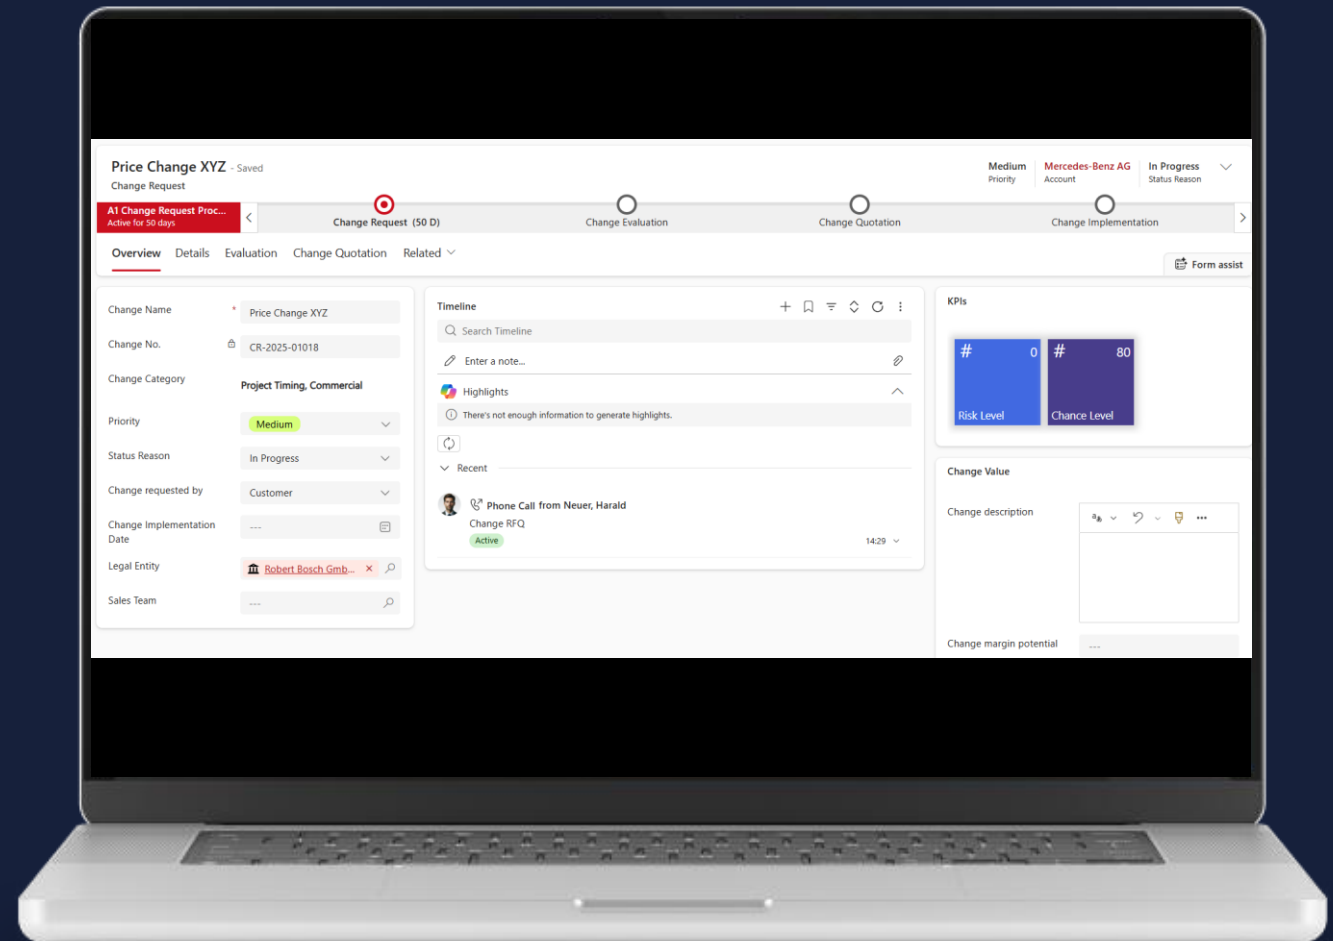 Price Change XYZ - Saved
Change Request
Medium
Priority
Mercedes-Benz AG
Account
In Progress
Status Reason
A1 Change Request Proc...
Active for 50 days
Change Request (50 D)
Change Evaluation
Change Quotation
Change Implementation
Overview Details Evaluation Change Quotation Related
Form assist
Change Name * Price Change XYZ
Change No. CR-2025-01018
Change Category Project Timing, Commercial
Priority Medium
Status Reason In Progress
Change requested by Customer
Change Implementation Date ---
Legal Entity Robert Bosch Gmb... ×
Sales Team ---
Timeline
Search Timeline
Enter a note...
Highlights
There's not enough information to generate highlights.
Recent
Phone Call from Neuer, Harald
Change RFQ
Active
14:29
KPIs
# 0
Risk Level
# 80
Chance Level
Change Value
Change description
Change margin potential ---